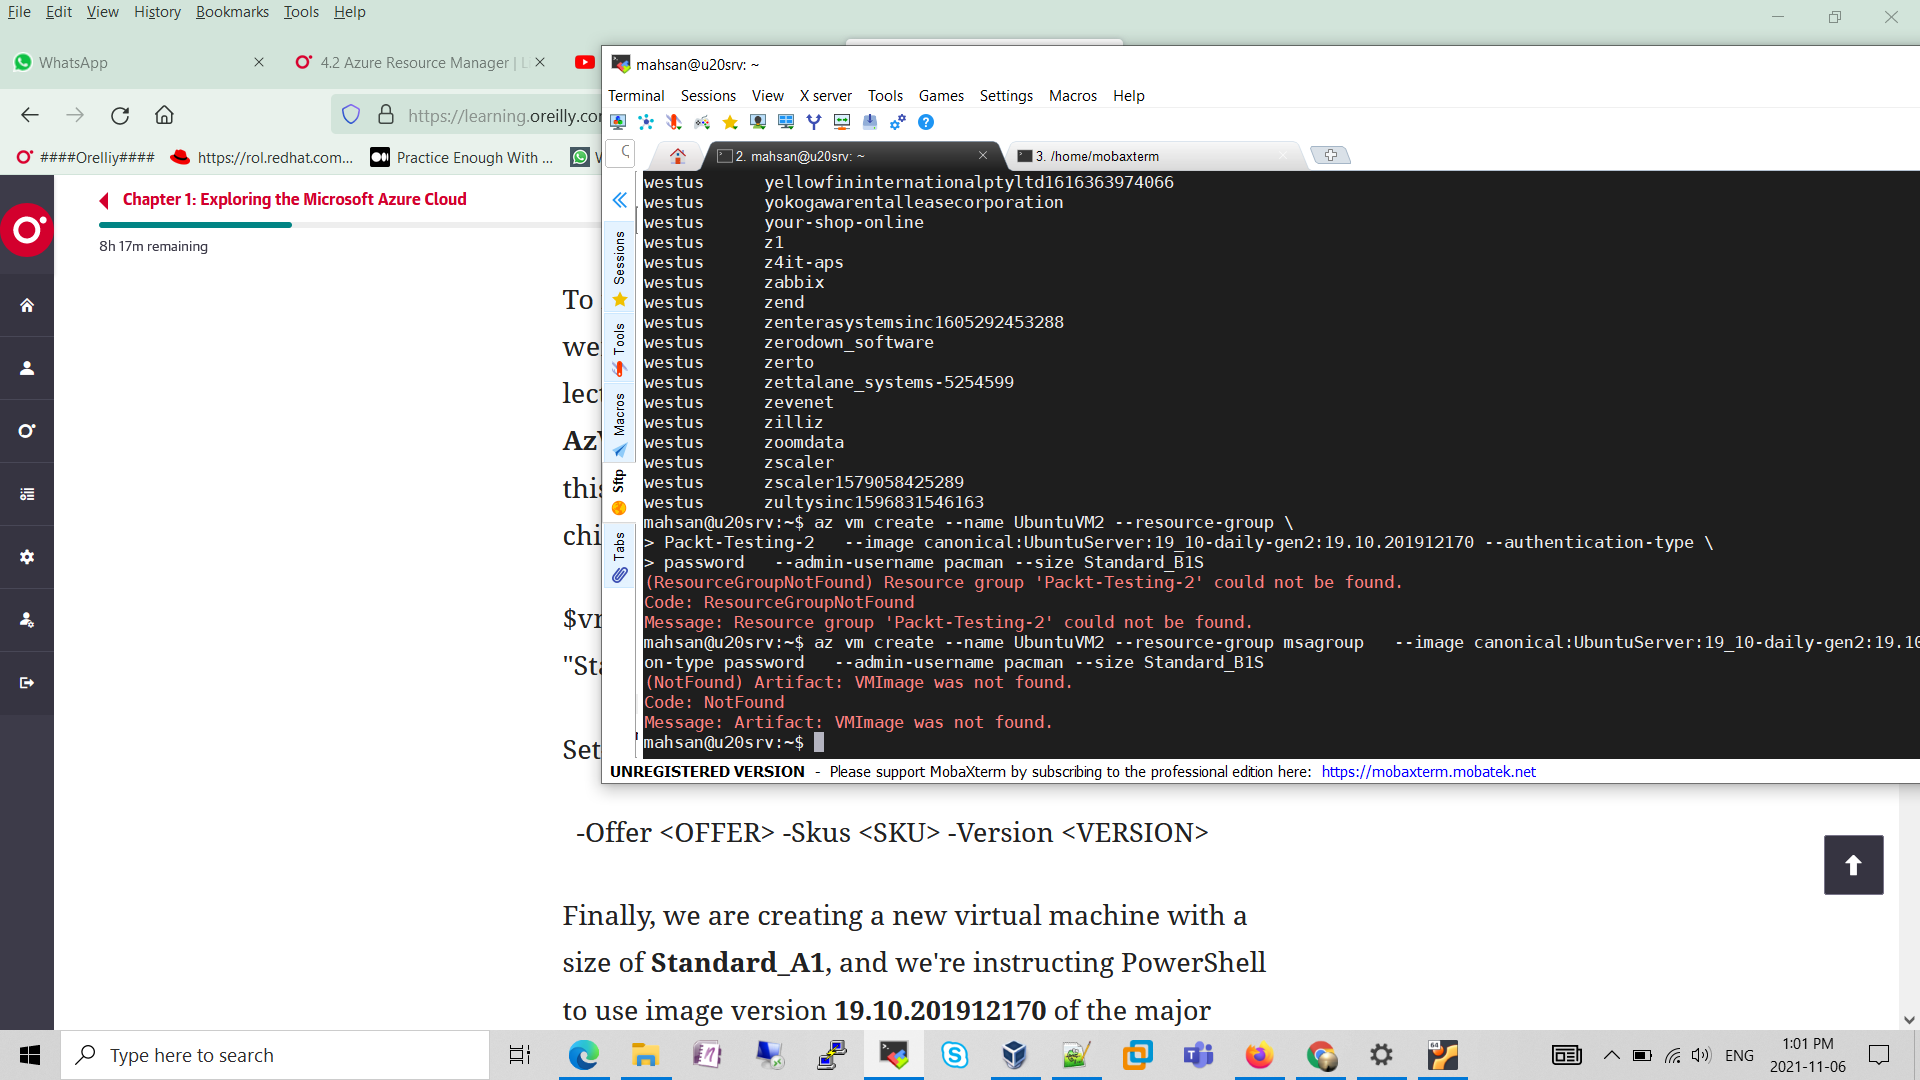 File Edit View History Bookmarks Tools Help
WhatsApp
4.2 Azure Resource Manager |
https://learning.oreilly.co
####Orelliy####
https://rol.redhat.com...
Practice Enough With ...
Chapter 1: Exploring the Microsoft Azure Cloud
8h 17m remaining
To
we
lec
Az
this
chi
$v
"Sta
Set
mahsan@u20srv: ~
Terminal Sessions View X server Tools Games Settings Macros Help
2. mahsan@u20srv: ~
3. /home/mobaxterm
Sessions
Tools
Macros
Sftp
Tabs
westus yellowfininternationalptyltd1616363974066
westus yokogawarentalleasecorporation
westus your-shop-online
westus z1
westus z4it-aps
westus zabbix
westus zend
westus zenterasystemsinc1605292453288
westus zerodown_software
westus zerto
westus zettalane_systems-5254599
westus zevenet
westus zilliz
westus zoomdata
westus zscaler
westus zscaler1579058425289
westus zultysinc1596831546163
mahsan@u20srv:~$ az vm create --name UbuntuVM2 --resource-group \
> Packt-Testing-2 --image canonical:UbuntuServer:19_10-daily-gen2:19.10.201912170 --authentication-type \
> password --admin-username pacman --size Standard_B1S
(ResourceGroupNotFound) Resource group 'Packt-Testing-2' could not be found.
Code: ResourceGroupNotFound
Message: Resource group 'Packt-Testing-2' could not be found.
mahsan@u20srv:~$ az vm create --name UbuntuVM2 --resource-group msagroup --image canonical:UbuntuServer:19_10-daily-gen2:19.10
on-type password --admin-username pacman --size Standard_B1S
(NotFound) Artifact: VMImage was not found.
Code: NotFound
Message: Artifact: VMImage was not found.
mahsan@u20srv:~$
UNREGISTERED VERSION - Please support MobaXterm by subscribing to the professional edition here: https://mobaxterm.mobatek.net
-Offer <OFFER> -Skus <SKU> -Version <VERSION>
Finally, we are creating a new virtual machine with a
size of Standard_A1, and we're instructing PowerShell
to use image version 19.10.201912170 of the major
Type here to search
64
ENG
1:01 PM
2021-11-06